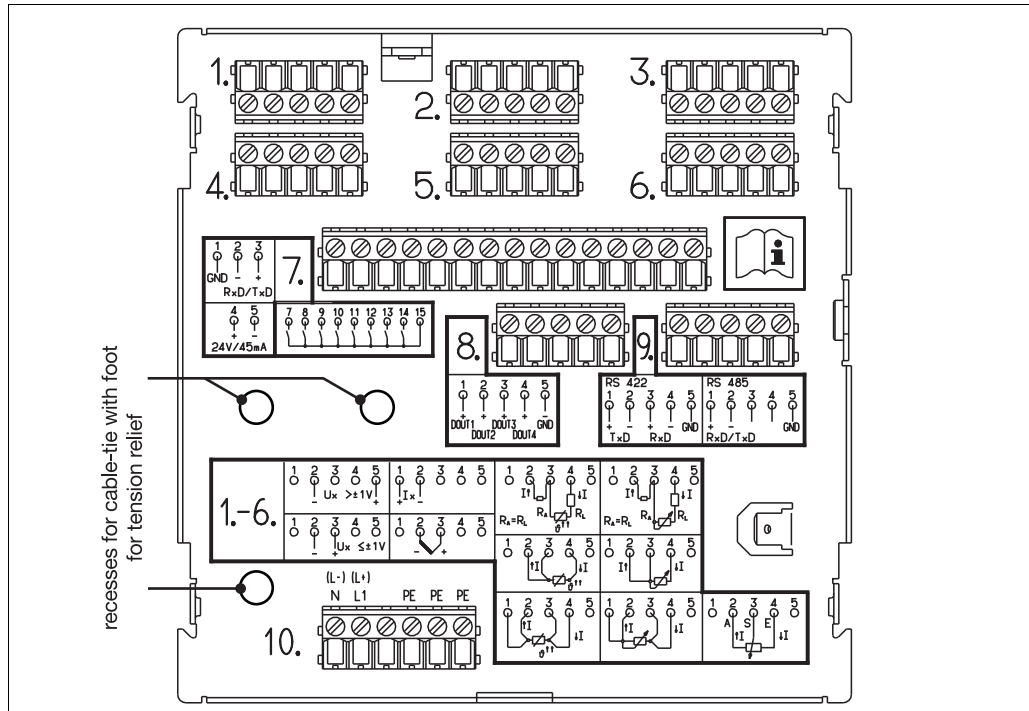 1.
2.
3.
4.
5.
6.
i
1 2 3
GND - +
RxD/TxD
7.
4 5
+ -
24V/45mA
7 8 9 10 11 12 13 14 15
8.
1 2 3 4 5
+ + + + -
DOUT1 DOUT3 GND
DOUT2 DOUT4
9.
RS 422
1 2 3 4 5
+ - + - GND
TxD RxD
RS 485
1 2 3 4 5
+ - GND
RxD/TxD
recesses for cable-tie with foot
for tension relief
1.-6.
1 2 3 4 5
- Ux >±1V +
1 2 3 4 5
+ Ix -
1 2 3 4 5
I↑ ↓I
RA RL
RA=RL ϑ↑↑
1 2 3 4 5
I↑ ↓I
RA RL
RA=RL
1 2 3 4 5
- + Ux ≤±1V
1 2 3 4 5
- +
1 2 3 4 5
↑I ↓I
ϑ↑↑
1 2 3 4 5
I↑ ↓I
1 2 3 4 5
↑I ↓I
ϑ↑↑
1 2 3 4 5
↑I ↓I
1 2 3 4 5
A S E
↑I ↓I
(L-) (L+)
N L1 PE PE PE
10.